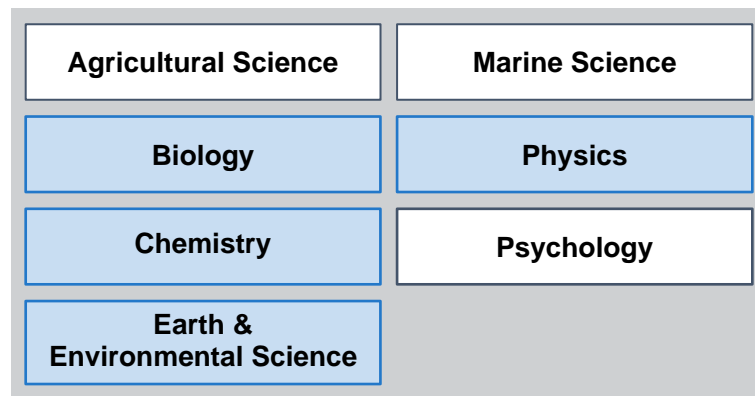 Agricultural Science
Marine Science
Biology
Physics
Chemistry
Psychology
Earth &
Environmental Science